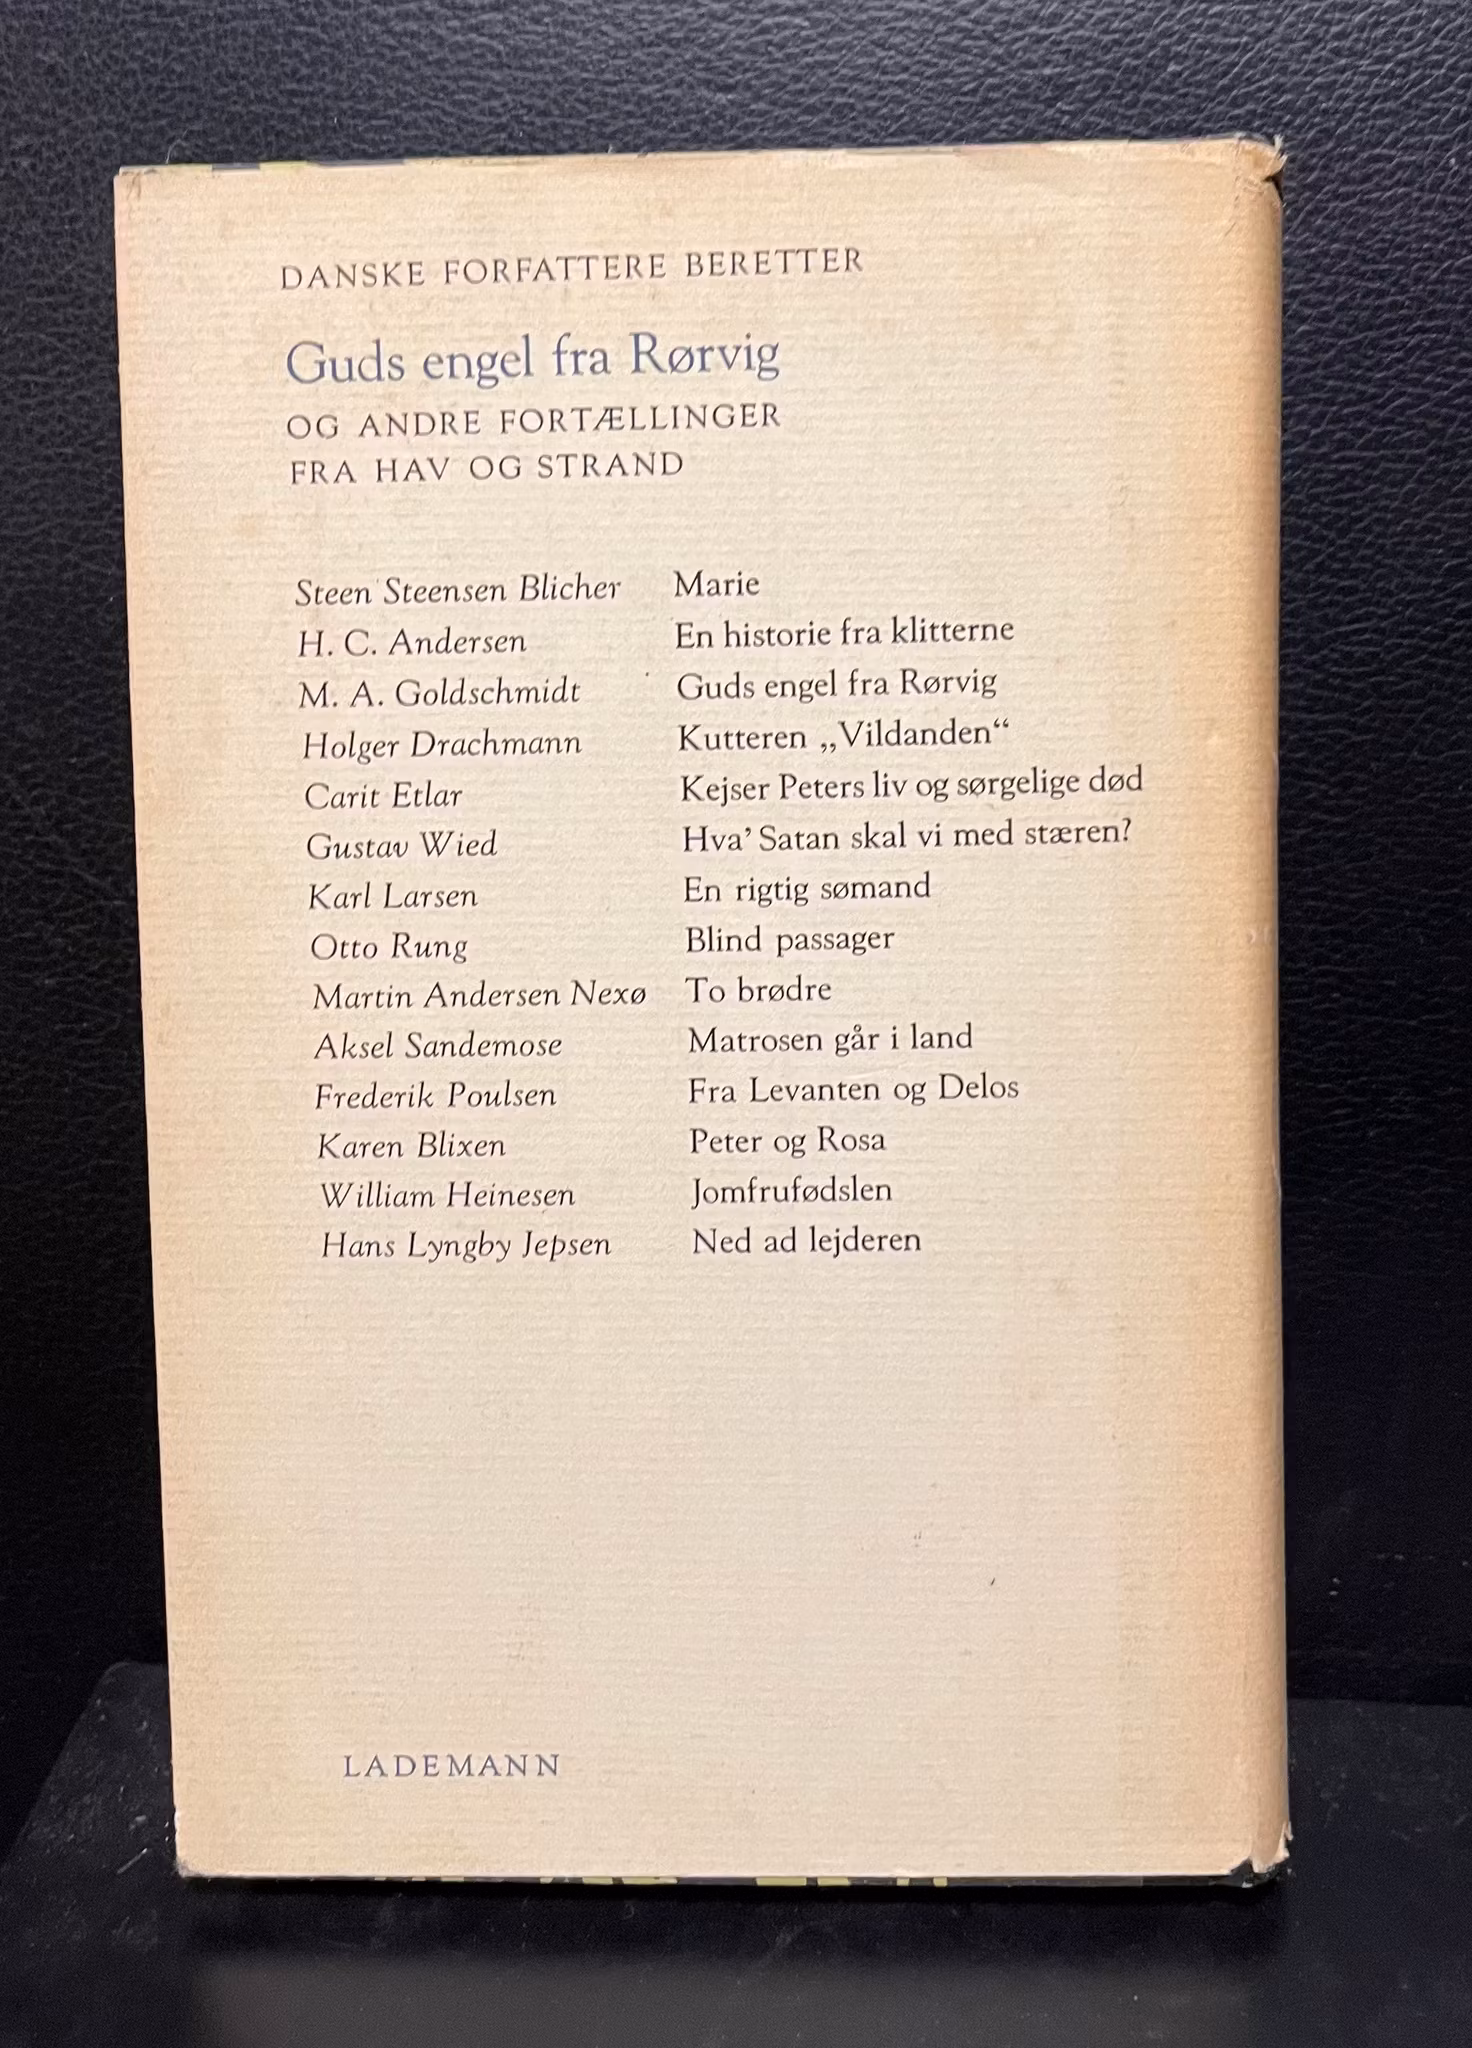 DANSKE FORFATTERE BERETTER
Guds engel fra Rørvig
OG ANDRE FORTÆLLINGER
FRA HAV OG STRAND
Steen Steensen Blicher Marie
H. C. Andersen En historie fra klitterne
M. A. Goldschmidt Guds engel fra Rørvig
Holger Drachmann Kutteren „Vildanden“
Carit Etlar Kejser Peters liv og sørgelige død
Gustav Wied Hva’ Satan skal vi med stæren?
Karl Larsen En rigtig sømand
Otto Rung Blind passager
Martin Andersen Nexø To brødre
Aksel Sandemose Matrosen går i land
Frederik Poulsen Fra Levanten og Delos
Karen Blixen Peter og Rosa
William Heinesen Jomfrufødslen
Hans Lyngby Jepsen Ned ad lejderen
LADEMANN